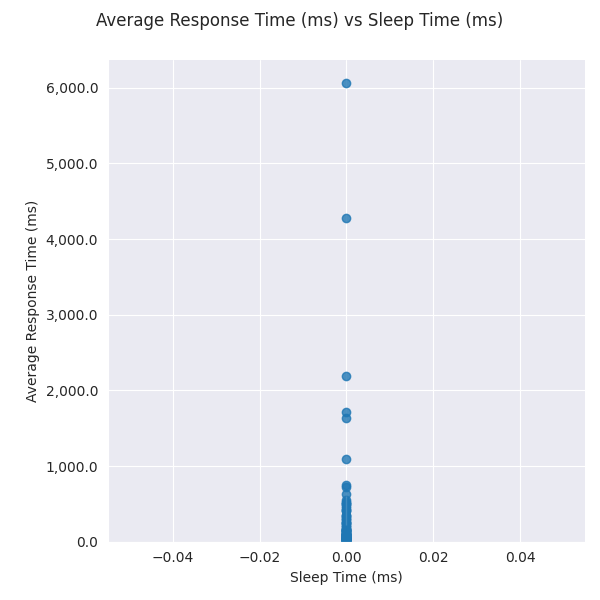 Average Response Time (ms) vs Sleep Time (ms)
6,000.0
5,000.0
4,000.0
3,000.0
2,000.0
1,000.0
0.0
Average Response Time (ms)
−0.04 −0.02 0.00 0.02 0.04
Sleep Time (ms)